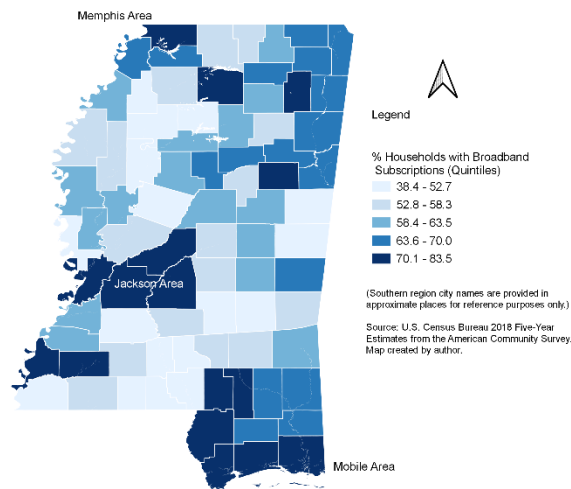 Memphis Area
Legend
% Households with Broadband
Subscriptions (Quintiles)
38.4 - 52.7
52.8 - 58.3
58.4 - 63.5
63.6 - 70.0
70.1 - 83.5
Jackson Area
(Southern region city names are provided in
approximate places for reference purposes only.)
Source: U.S. Census Bureau 2018 Five-Year
Estimates from the American Community Survey.
Map created by author.
Mobile Area